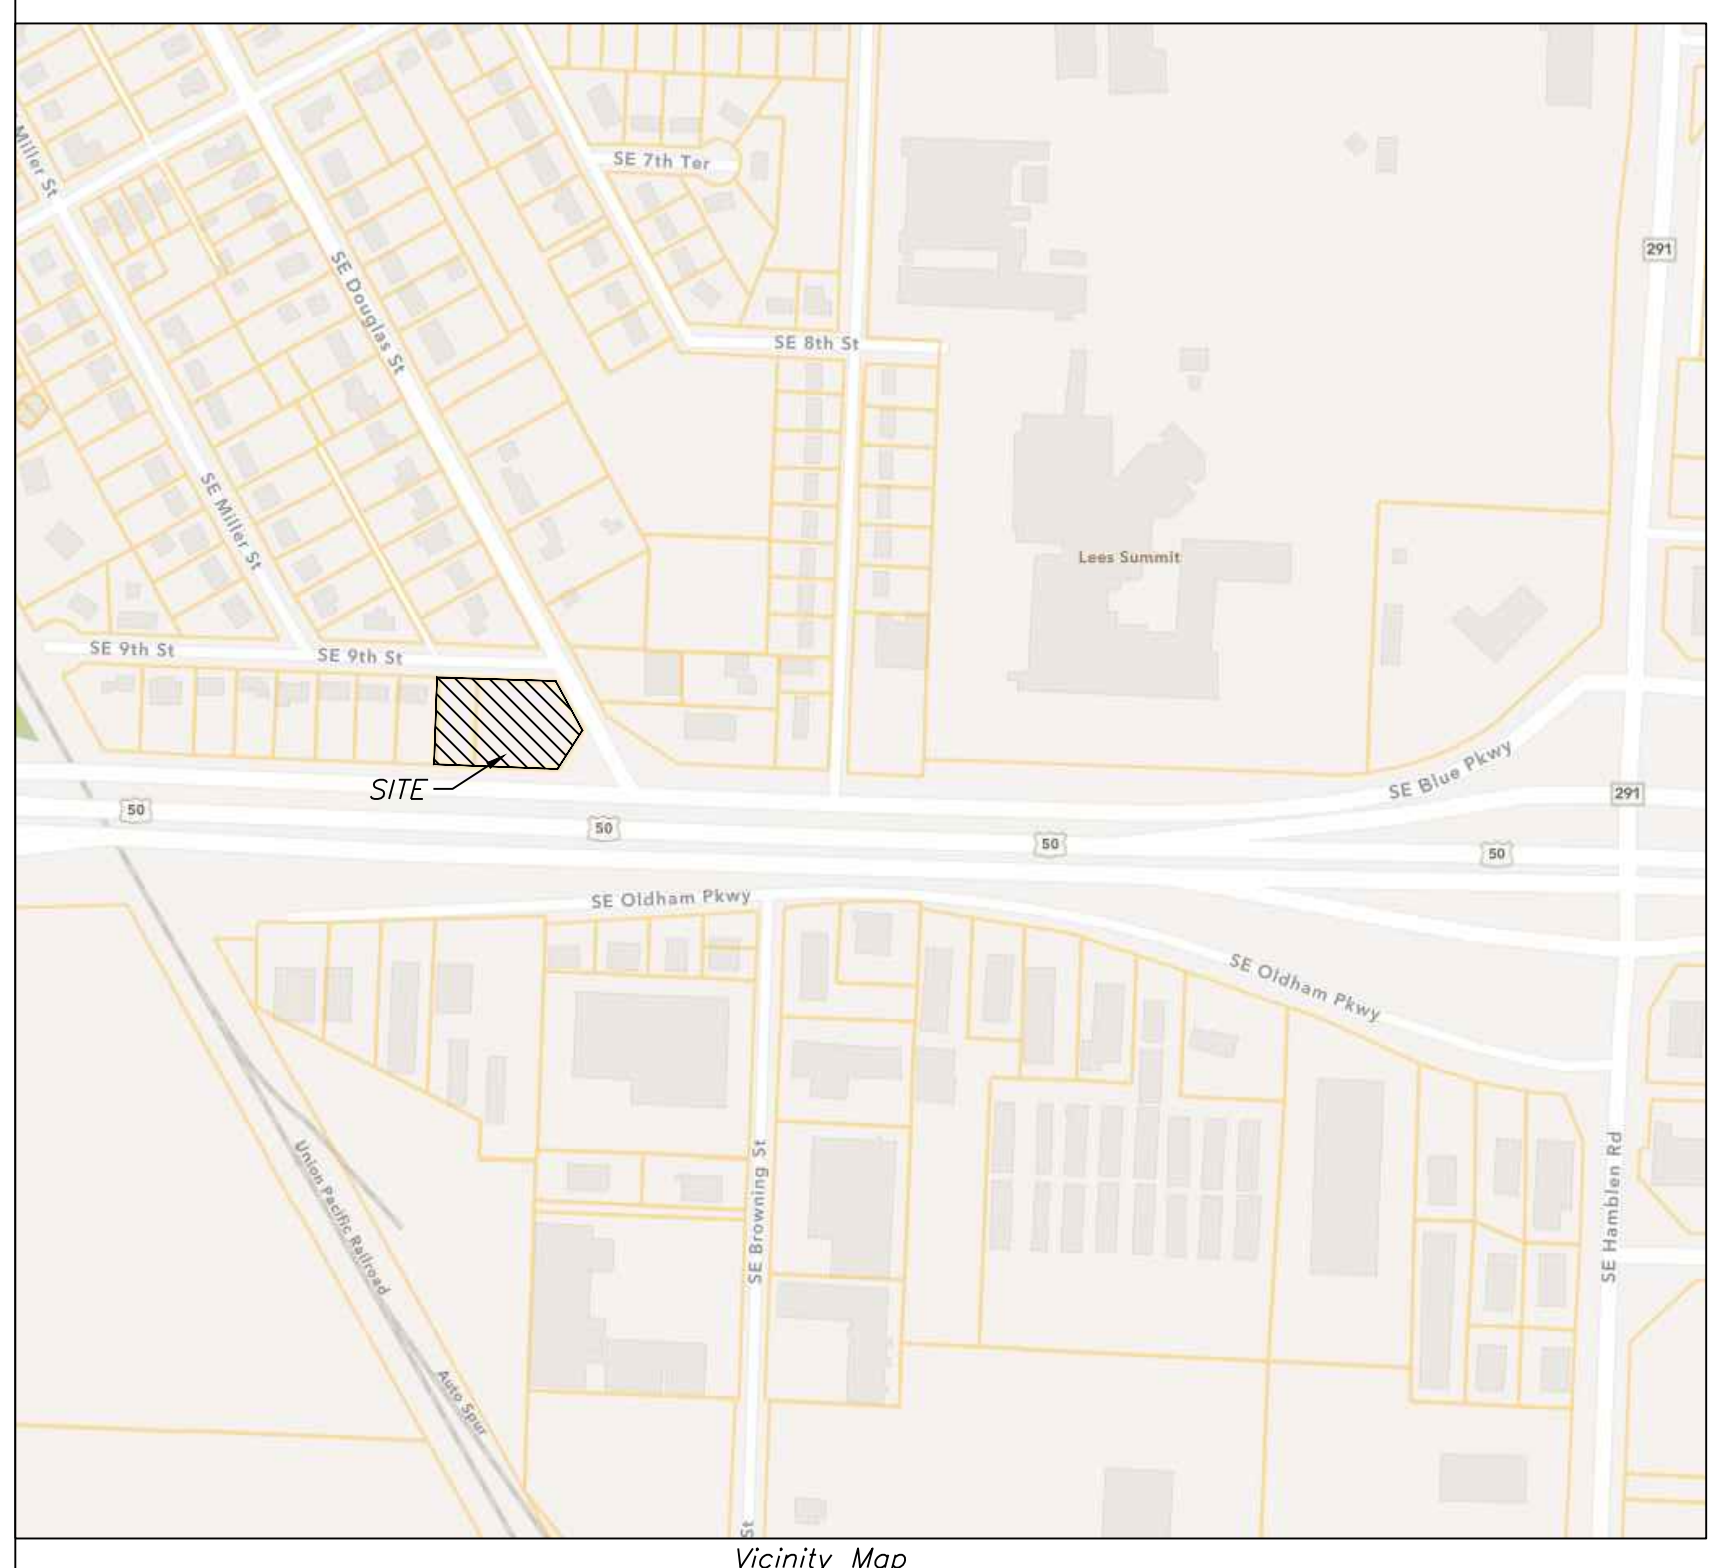 Miller St
SE 7th Ter
291
SE Douglas St
SE 8th St
SE Miller St
Lees Summit
SE 9th St
SE 9th St
SITE
SE Blue Pkwy
291
50
50
50
50
SE Oldham Pkwy
SE Oldham Pkwy
Union Pacific Railroad
SE Browning St
SE Hamblen Rd
Auto Spur
St
Vicinity Map